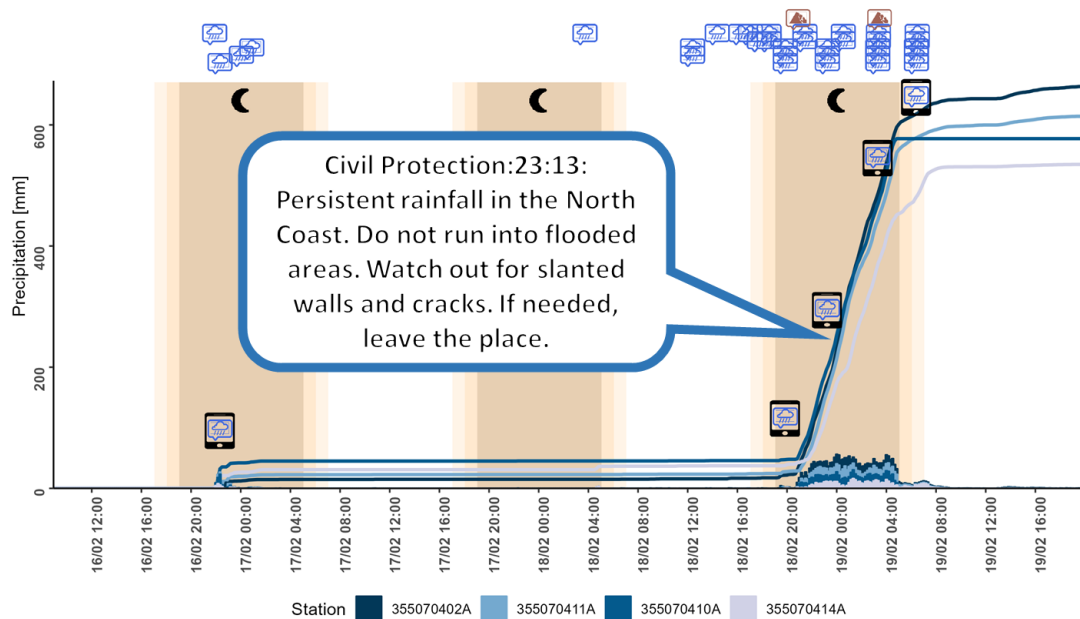 Civil Protection:23:13:
Persistent rainfall in the North
Coast. Do not run into flooded
areas. Watch out for slanted
walls and cracks. If needed,
leave the place.
Precipitation [mm]
600
400
200
0
16/02 12:00
16/02 16:00
16/02 20:00
17/02 00:00
17/02 04:00
17/02 08:00
17/02 12:00
17/02 16:00
17/02 20:00
18/02 00:00
18/02 04:00
18/02 08:00
18/02 12:00
18/02 16:00
18/02 20:00
19/02 00:00
19/02 04:00
19/02 08:00
19/02 12:00
19/02 16:00
Station
355070402A
355070411A
355070410A
355070414A